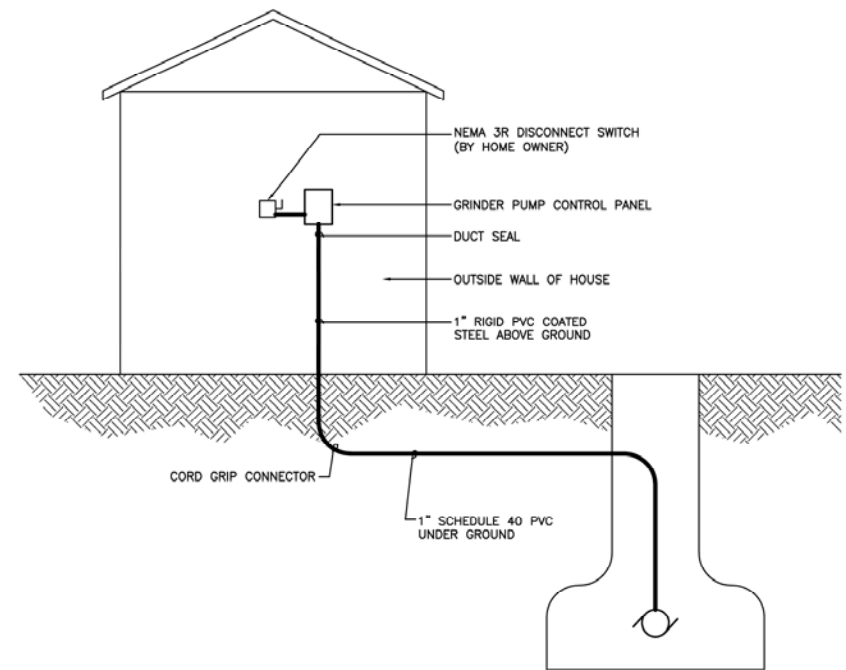 NEMA 3R DISCONNECT SWITCH
(BY HOME OWNER)
GRINDER PUMP CONTROL PANEL
DUCT SEAL
OUTSIDE WALL OF HOUSE
1" RIGID PVC COATED
STEEL ABOVE GROUND
CORD GRIP CONNECTOR
1" SCHEDULE 40 PVC
UNDER GROUND